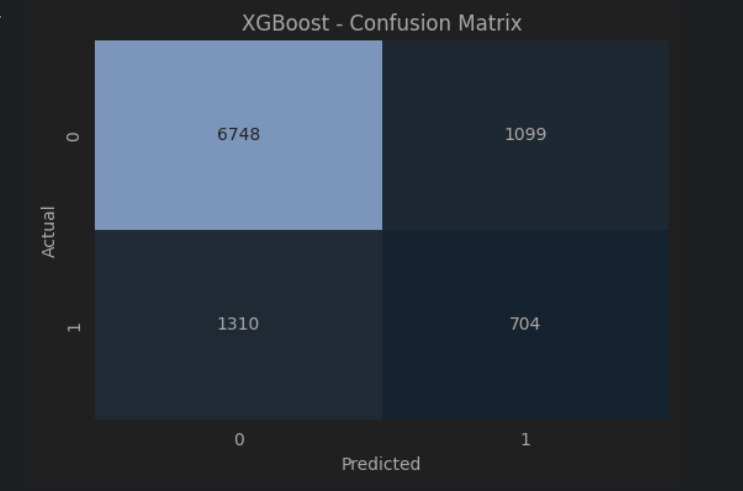 XGBoost - Confusion Matrix
0
6748 1099
Actual
1
1310 704
0 1
Predicted